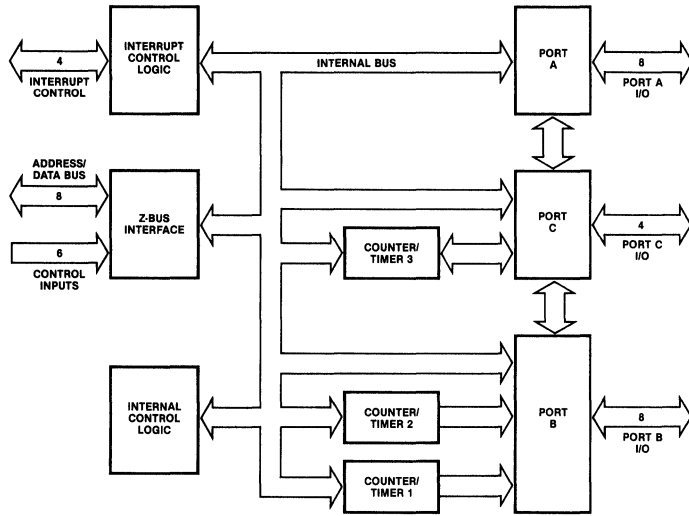 4
INTERRUPT
CONTROL
INTERRUPT
CONTROL
LOGIC
INTERNAL BUS
PORT
A
8
PORT A
I/O
ADDRESS/
DATA BUS
8
6
CONTROL
INPUTS
Z-BUS
INTERFACE
COUNTER/
TIMER 3
PORT
C
4
PORT C
I/O
INTERNAL
CONTROL
LOGIC
COUNTER/
TIMER 2
COUNTER/
TIMER 1
PORT
B
8
PORT B
I/O